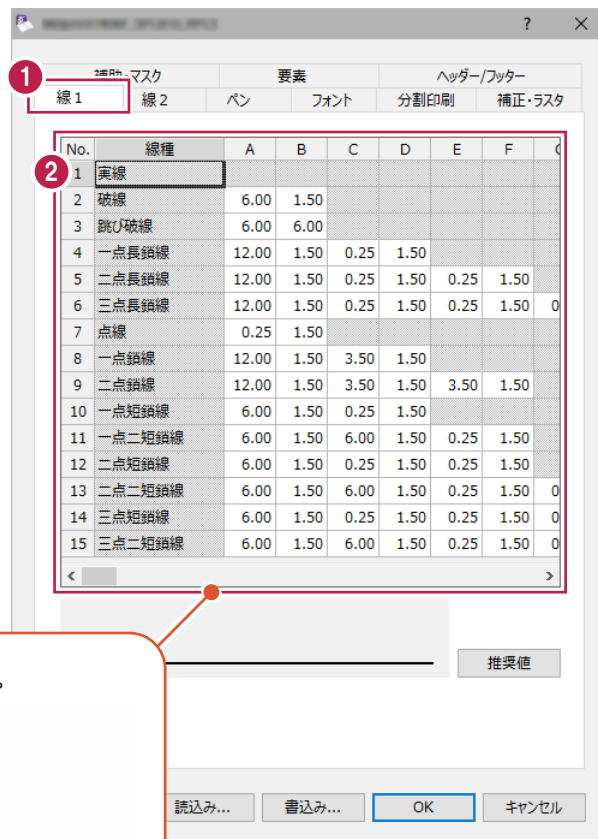 ? ×
1
補助・マスク 要素 ヘッダー/フッター
線1 線2 ペン フォント 分割印刷 補正・ラスタ
2
No. 線種 A B C D E F
1 実線
2 破線 6.00 1.50
3 跳び破線 6.00 6.00
4 一点長鎖線 12.00 1.50 0.25 1.50
5 二点長鎖線 12.00 1.50 0.25 1.50 0.25 1.50
6 三点長鎖線 12.00 1.50 0.25 1.50 0.25 1.50 0
7 点線 0.25 1.50
8 一点鎖線 12.00 1.50 3.50 1.50
9 二点鎖線 12.00 1.50 3.50 1.50 3.50 1.50
10 一点短鎖線 6.00 1.50 0.25 1.50
11 一点二短鎖線 6.00 1.50 6.00 1.50 0.25 1.50
12 二点短鎖線 6.00 1.50 0.25 1.50 0.25 1.50
13 二点二短鎖線 6.00 1.50 6.00 1.50 0.25 1.50 0
14 三点短鎖線 6.00 1.50 0.25 1.50 0.25 1.50 0
15 三点二短鎖線 6.00 1.50 6.00 1.50 0.25 1.50 0
推奨値
。
読込み... 書込み... OK キャンセル